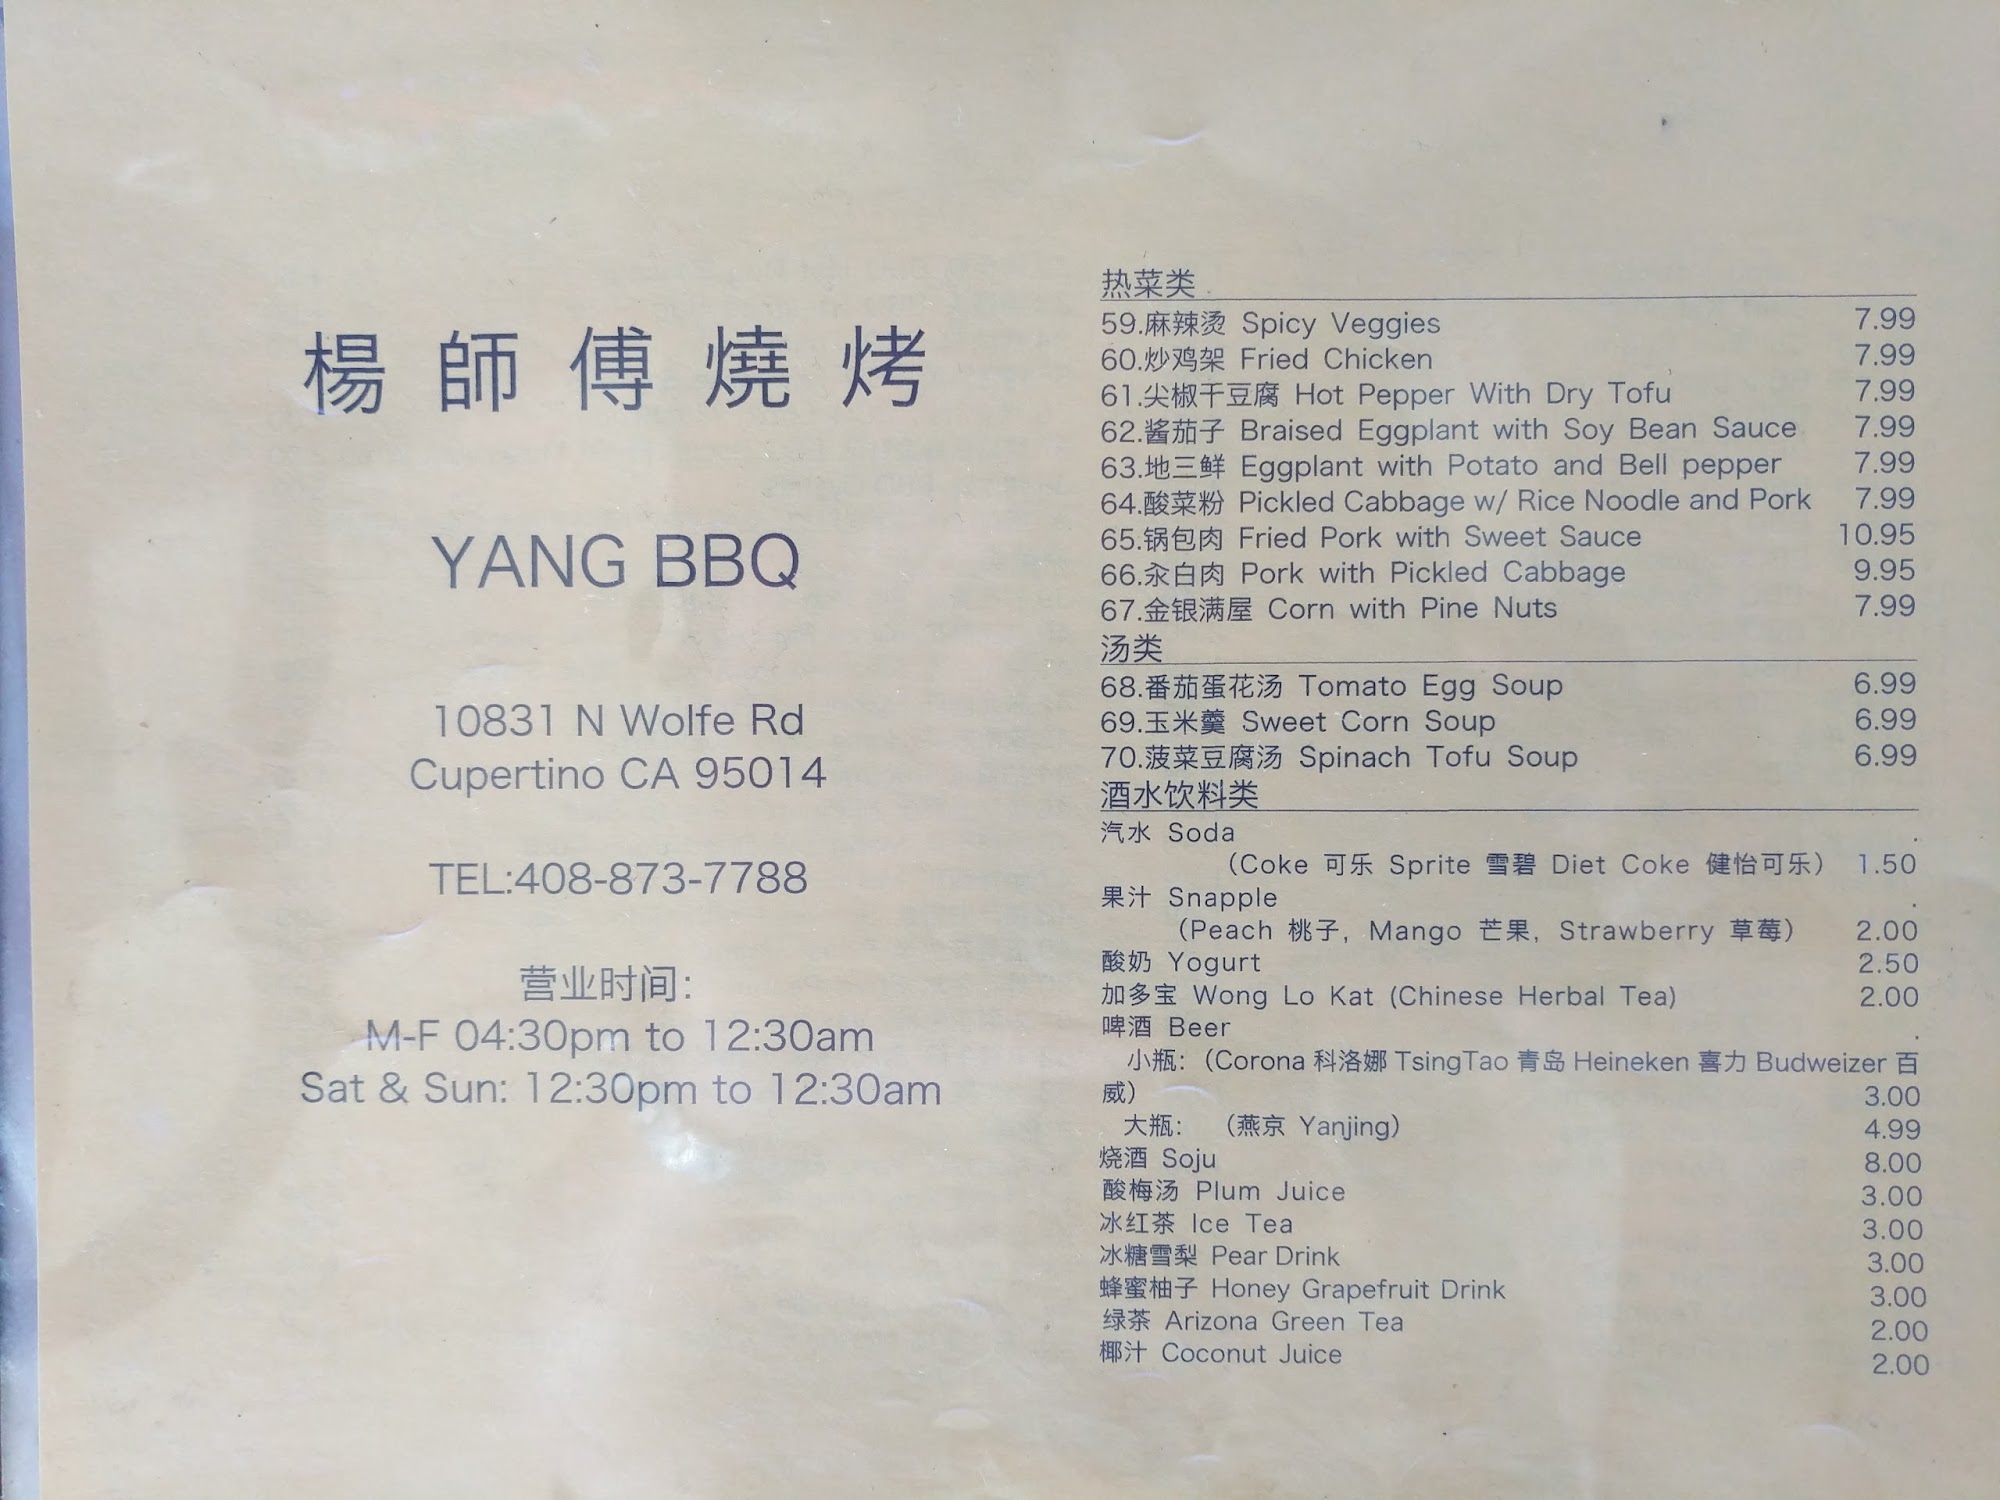 楊師傅燒烤
YANG BBQ
10831 N Wolfe Rd
Cupertino CA 95014
TEL:408-873-7788
营业时间:
M-F 04:30pm to 12:30am
Sat & Sun: 12:30pm to 12:30am
热菜类
59.麻辣烫 Spicy Veggies 7.99
60.炒鸡架 Fried Chicken 7.99
61.尖椒干豆腐 Hot Pepper With Dry Tofu 7.99
62.酱茄子 Braised Eggplant with Soy Bean Sauce 7.99
63.地三鲜 Eggplant with Potato and Bell pepper 7.99
64.酸菜粉 Pickled Cabbage w/ Rice Noodle and Pork 7.99
65.锅包肉 Fried Pork with Sweet Sauce 10.95
66.汆白肉 Pork with Pickled Cabbage 9.95
67.金银满屋 Corn with Pine Nuts 7.99
汤类
68.番茄蛋花汤 Tomato Egg Soup 6.99
69.玉米羹 Sweet Corn Soup 6.99
70.菠菜豆腐汤 Spinach Tofu Soup 6.99
酒水饮料类
汽水 Soda .
（Coke 可乐 Sprite 雪碧 Diet Coke 健怡可乐） 1.50
果汁 Snapple .
（Peach 桃子, Mango 芒果, Strawberry 草莓） 2.00
酸奶 Yogurt 2.50
加多宝 Wong Lo Kat (Chinese Herbal Tea) 2.00
啤酒 Beer .
小瓶:（Corona 科洛娜 TsingTao 青岛 Heineken 喜力 Budweizer 百
威） 3.00
大瓶: （燕京 Yanjing） 4.99
烧酒 Soju 8.00
酸梅汤 Plum Juice 3.00
冰红茶 Ice Tea 3.00
冰糖雪梨 Pear Drink 3.00
蜂蜜柚子 Honey Grapefruit Drink 3.00
绿茶 Arizona Green Tea 2.00
椰汁 Coconut Juice 2.00